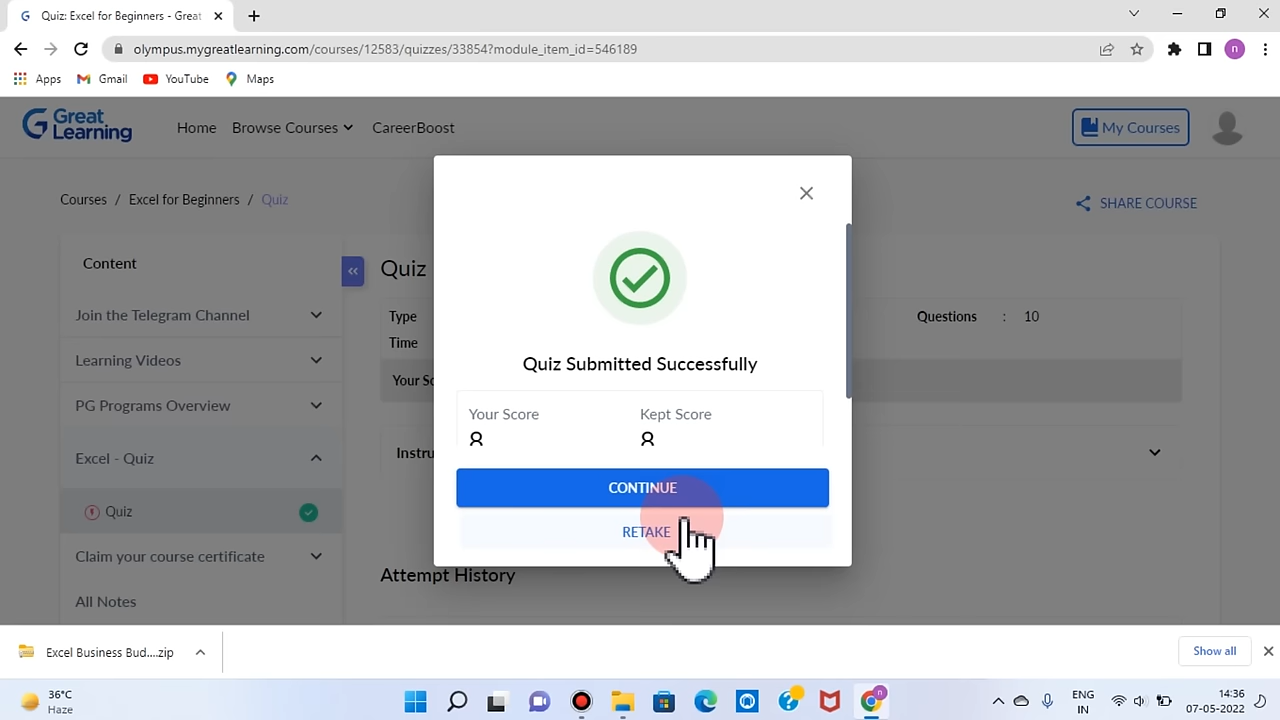 Quiz: Excel for Beginners - Great
olympus.mygreatlearning.com/courses/12583/quizzes/33854?module_item_id=546189
n
Apps Gmail YouTube Maps
Great Learning Home Browse Courses CareerBoost My Courses
Courses / Excel for Beginners / Quiz
SHARE COURSE
Content
Join the Telegram Channel
Learning Videos
PG Programs Overview
Excel - Quiz
Quiz
Claim your course certificate
All Notes
Quiz
Type
Questions : 10
Time
Your Sc
Instru
Attempt History
Quiz Submitted Successfully
Your Score Kept Score
CONTINUE
RETAKE
Excel Business Bud....zip
Show all
36°C
Haze
ENG
IN
14:36
07-05-2022